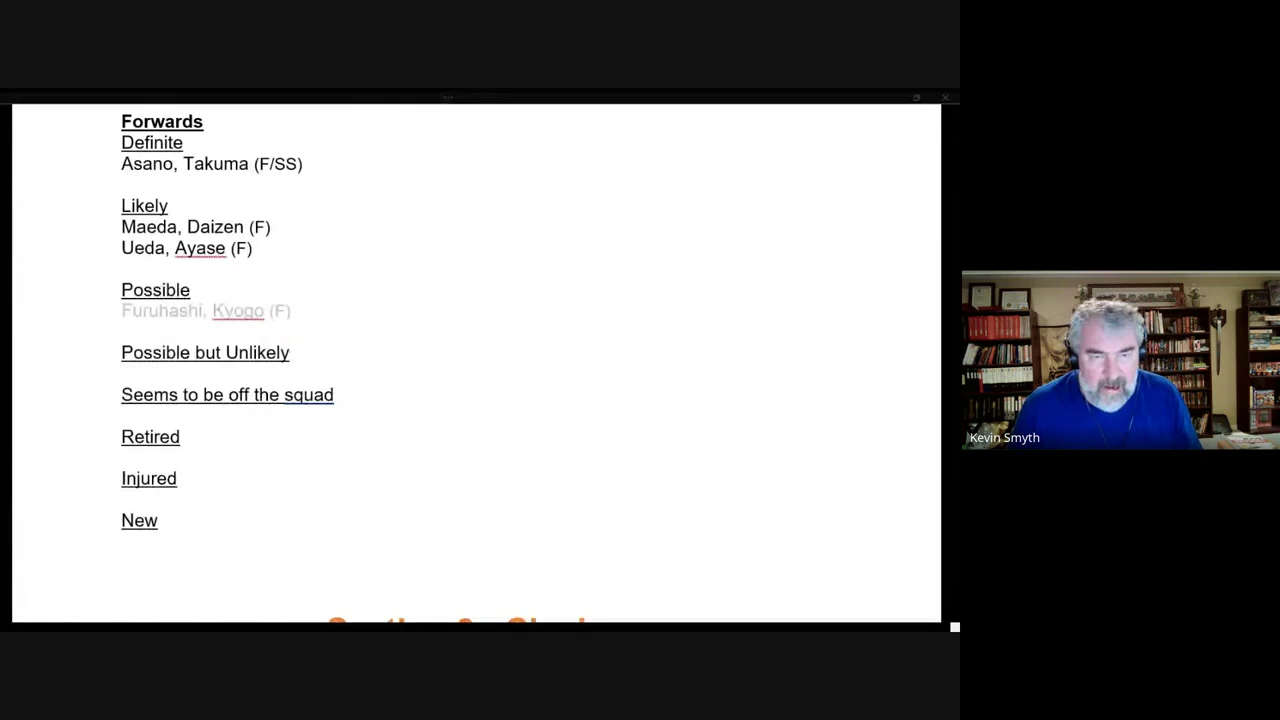 Forwards
Definite
Asano, Takuma (F/SS)
Likely
Maeda, Daizen (F)
Ueda, Ayase (F)
Possible
Furuhashi, Kyogo (F)
Possible but Unlikely
Seems to be off the squad
Retired
Injured
New
Kevin Smyth